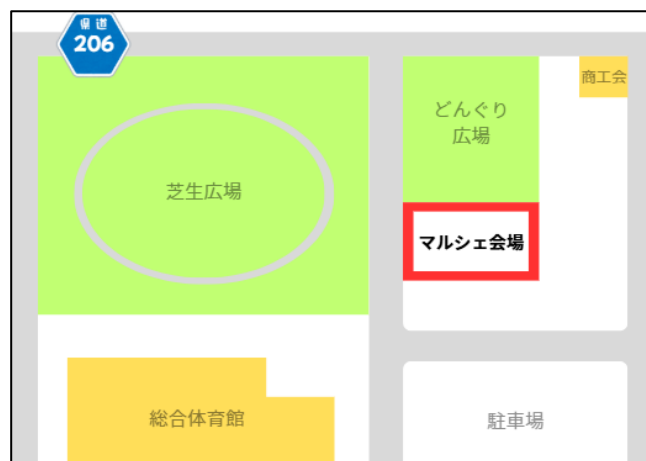 県道
206
商工会
どんぐり
広場
芝生広場
マルシェ会場
総合体育館
駐車場